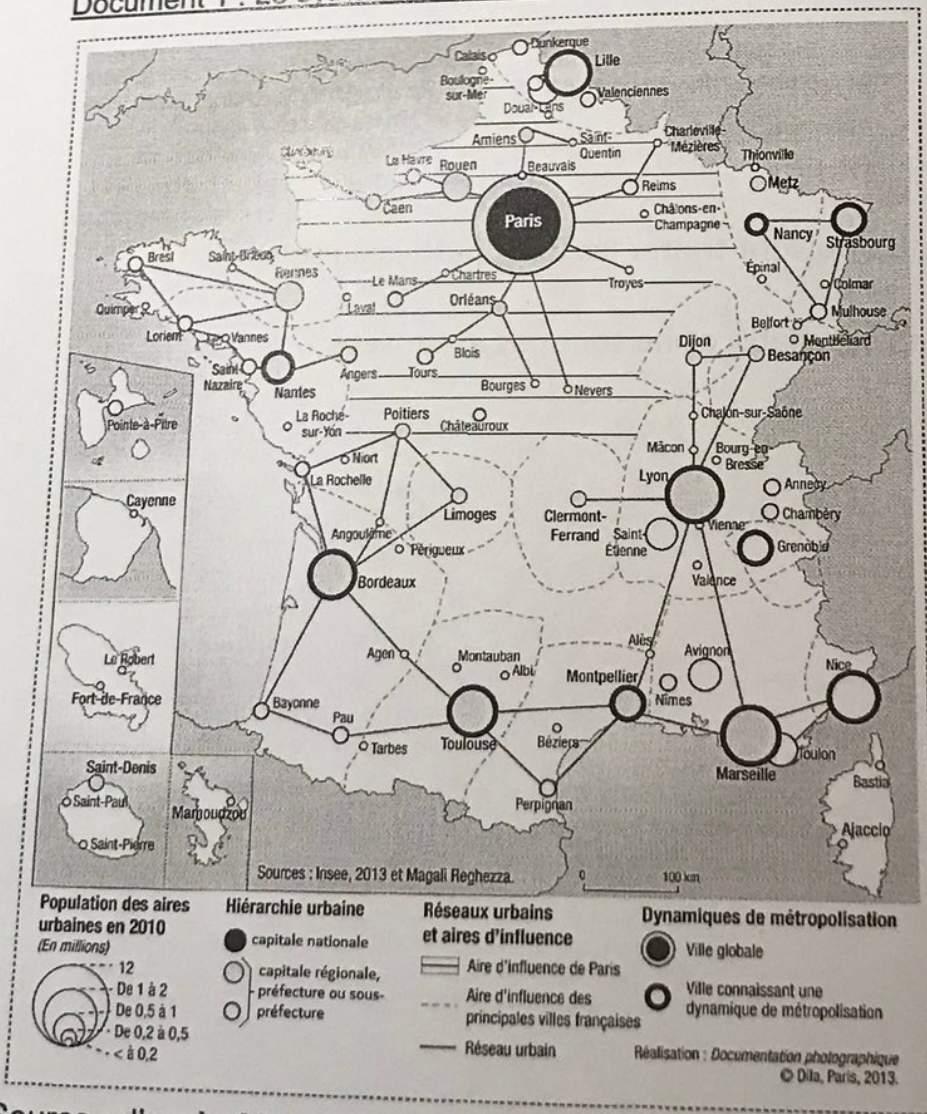 Document 1 :
Dunkerque
Calais
Lille
Boulogne-
sur-Mer
Valenciennes
Douai-Lens
Amiens
Saint-
Quentin
Charleville-
Mézières
Thionville
Le Havre
Rouen
Beauvais
Metz
Reims
Caen
Paris
Châlons-en-
Champagne
Nancy
Strasbourg
Brest
Saint-Brieuc
Rennes
Chartres
Le Mans
Troyes
Épinal
Colmar
Quimper
Laval
Orléans
Mulhouse
Lorient
Vannes
Belfort
Montbéliard
Blois
Dijon
Besançon
Saint-
Nazaire
Nantes
Angers
Tours
Bourges
Nevers
Pointe-à-Pitre
La Roche-
sur-Yon
Poitiers
Châteauroux
Chalon-sur-Saône
Mâcon
Bourg-en-
Bresse
Niort
La Rochelle
Lyon
Annecy
Cayenne
Limoges
Clermont-
Ferrand
Chambéry
Angoulême
Saint-
Étienne
Vienne
Grenoble
Périgueux
Bordeaux
Valence
Le Robert
Fort-de-France
Agen
Montauban
Albi
Alès
Avignon
Nice
Montpellier
Nîmes
Bayonne
Pau
Tarbes
Toulouse
Béziers
Marseille
Toulon
Bastia
Saint-Denis
Saint-Paul
Saint-Pierre
Mamoudzou
Perpignan
Ajaccio
Sources : Insee, 2013 et Magali Reghezza.
0 100 km
Population des aires
urbaines en 2010
(En millions)
12
De 1 à 2
De 0,5 à 1
De 0,2 à 0,5
< à 0,2
Hiérarchie urbaine
capitale nationale
capitale régionale,
préfecture ou sous-
préfecture
Réseaux urbains
et aires d'influence
Aire d'influence de Paris
Aire d'influence des
principales villes françaises
Réseau urbain
Dynamiques de métropolisation
Ville globale
Ville connaissant une
dynamique de métropolisation
Réalisation : Documentation photographique
© Dila, Paris, 2013.